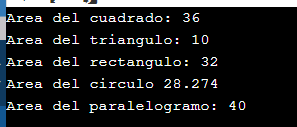 Area del cuadrado: 36
Area del triangulo: 10
Area del rectangulo: 32
Area del circulo 28.274
Area del paralelogramo: 40